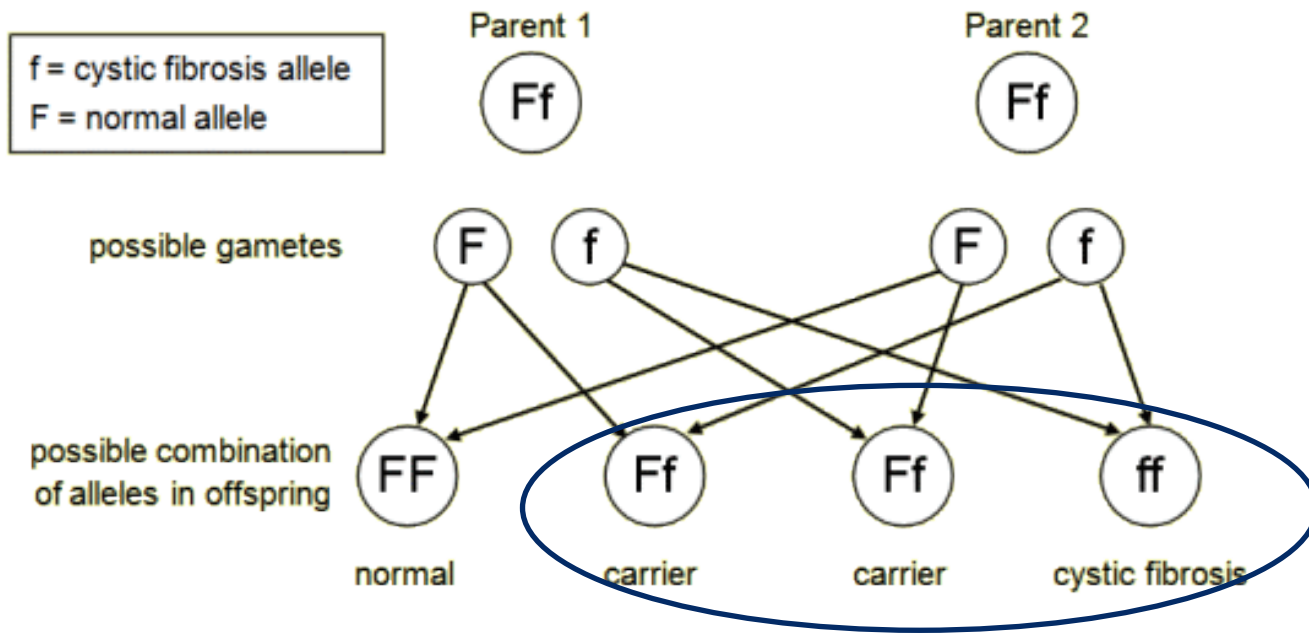 Parent 1
Parent 2
f = cystic fibrosis allele
F = normal allele
Ff
Ff
possible gametes
F
f
F
f
possible combination
of alleles in offspring
FF
Ff
Ff
ff
normal
carrier
carrier
cystic fibrosis